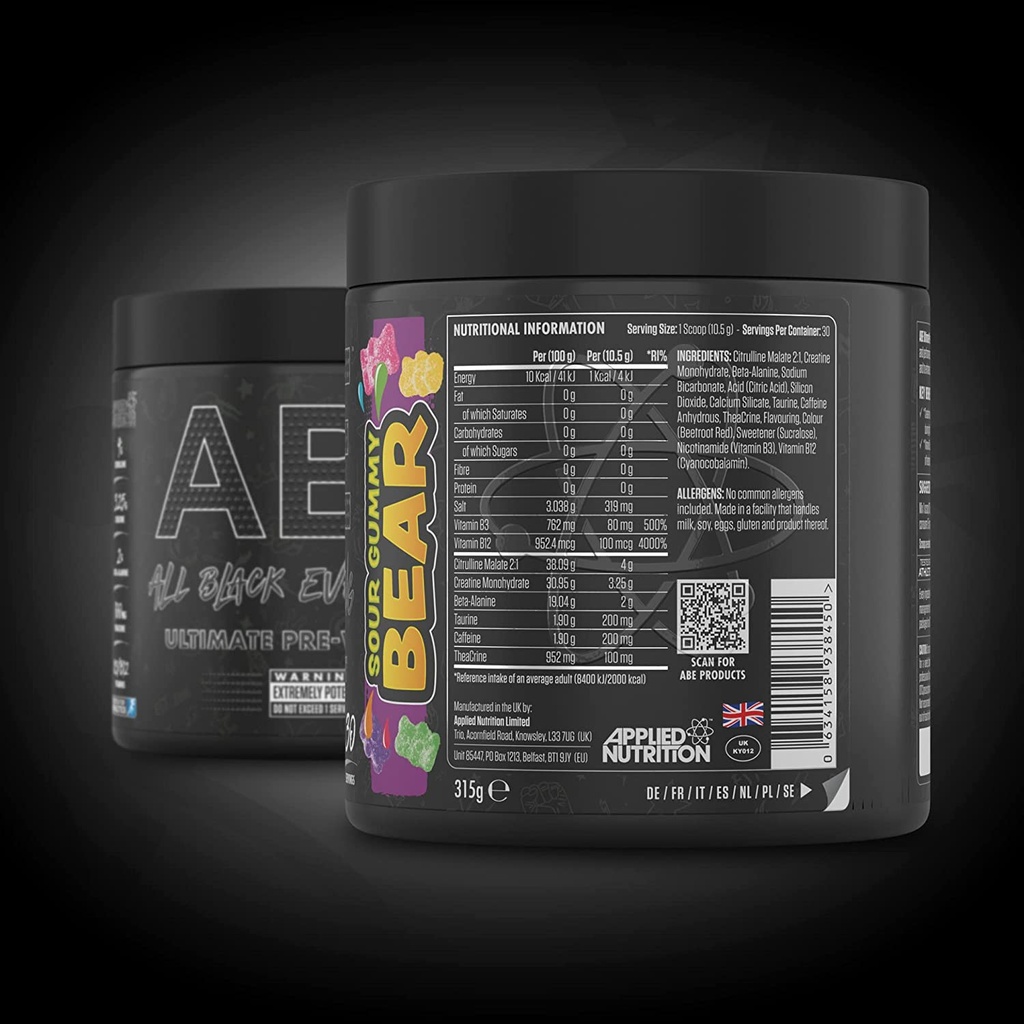 AB
ALL BLACK EV
ULTIMATE PRE-
WARNIN
EXTREMELY POTE
DO NOT EXCEED 1 SER
SOUR GUMMY
BEAR
30
NUTRITIONAL INFORMATION
Serving Size: 1 Scoop (10.5 g) - Servings Per Container: 30
Per (100 g) Per (10.5 g) *RI%
Energy 10 Kcal / 41 kJ 1 Kcal / 4 kJ
Fat 0 g 0 g
of which Saturates 0 g 0 g
Carbohydrates 0 g 0 g
of which Sugars 0 g 0 g
Fibre 0 g 0 g
Protein 0 g 0 g
Salt 3.038 g 319 mg
Vitamin B3 762 mg 80 mg 500%
Vitamin B12 952.4 mcg 100 mcg 4000%
Citrulline Malate 2:1 38.09 g 4 g
Creatine Monohydrate 30.95 g 3.25 g
Beta-Alanine 19.04 g 2 g
Taurine 1.90 g 200 mg
Caffeine 1.90 g 200 mg
TheaCrine 952 mg 100 mg
*Reference intake of an average adult (8400 kJ/2000 kcal)
Manufactured in the UK by:
Applied Nutrition Limited
Trio, Acornfield Road, Knowsley, L33 7UG (UK)
Unit 85447, PO Box 1213, Belfast, BT1 9JY (EU)
315g ℮
INGREDIENTS: Citrulline Malate 2:1, Creatine
Monohydrate, Beta-Alanine, Sodium
Bicarbonate, Acid (Citric Acid), Silicon
Dioxide, Calcium Silicate, Taurine, Caffeine
Anhydrous, TheaCrine, Flavouring, Colour
(Beetroot Red), Sweetener (Sucralose),
Nicotinamide (Vitamin B3), Vitamin B12
(Cyanocobalamin).
ALLERGENS: No common allergens
included. Made in a facility that handles
milk, soy, eggs, gluten and product thereof.
SCAN FOR
ABE PRODUCTS
APPLIED
NUTRITION™
UK
KY012
0 634158 938450 >
DE / FR / IT / ES / NL / PL / SE ▶